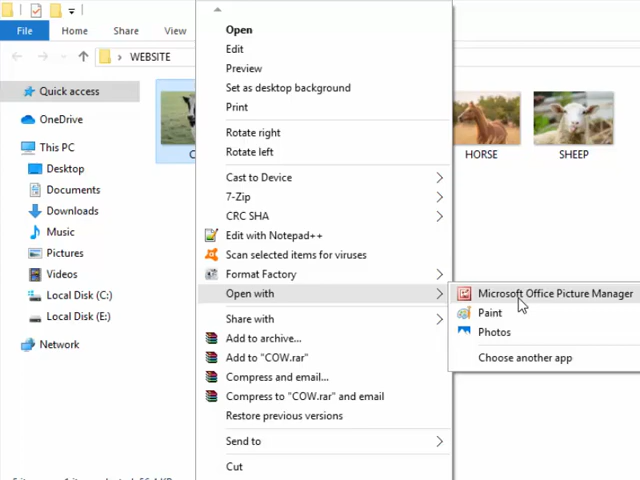 File
Home
Share
View
WEBSITE
Quick access
OneDrive
This PC
Desktop
Documents
Downloads
Music
Pictures
Videos
Local Disk (C:)
Local Disk (E:)
Network
Open
Edit
Preview
Set as desktop background
Print
Rotate right
Rotate left
Cast to Device
7-Zip
CRC SHA
Edit with Notepad++
Scan selected items for viruses
Format Factory
Open with
Share with
Add to archive...
Add to "COW.rar"
Compress and email...
Compress to "COW.rar" and email
Restore previous versions
Send to
Cut
Microsoft Office Picture Manager
Paint
Photos
Choose another app
HORSE
SHEEP